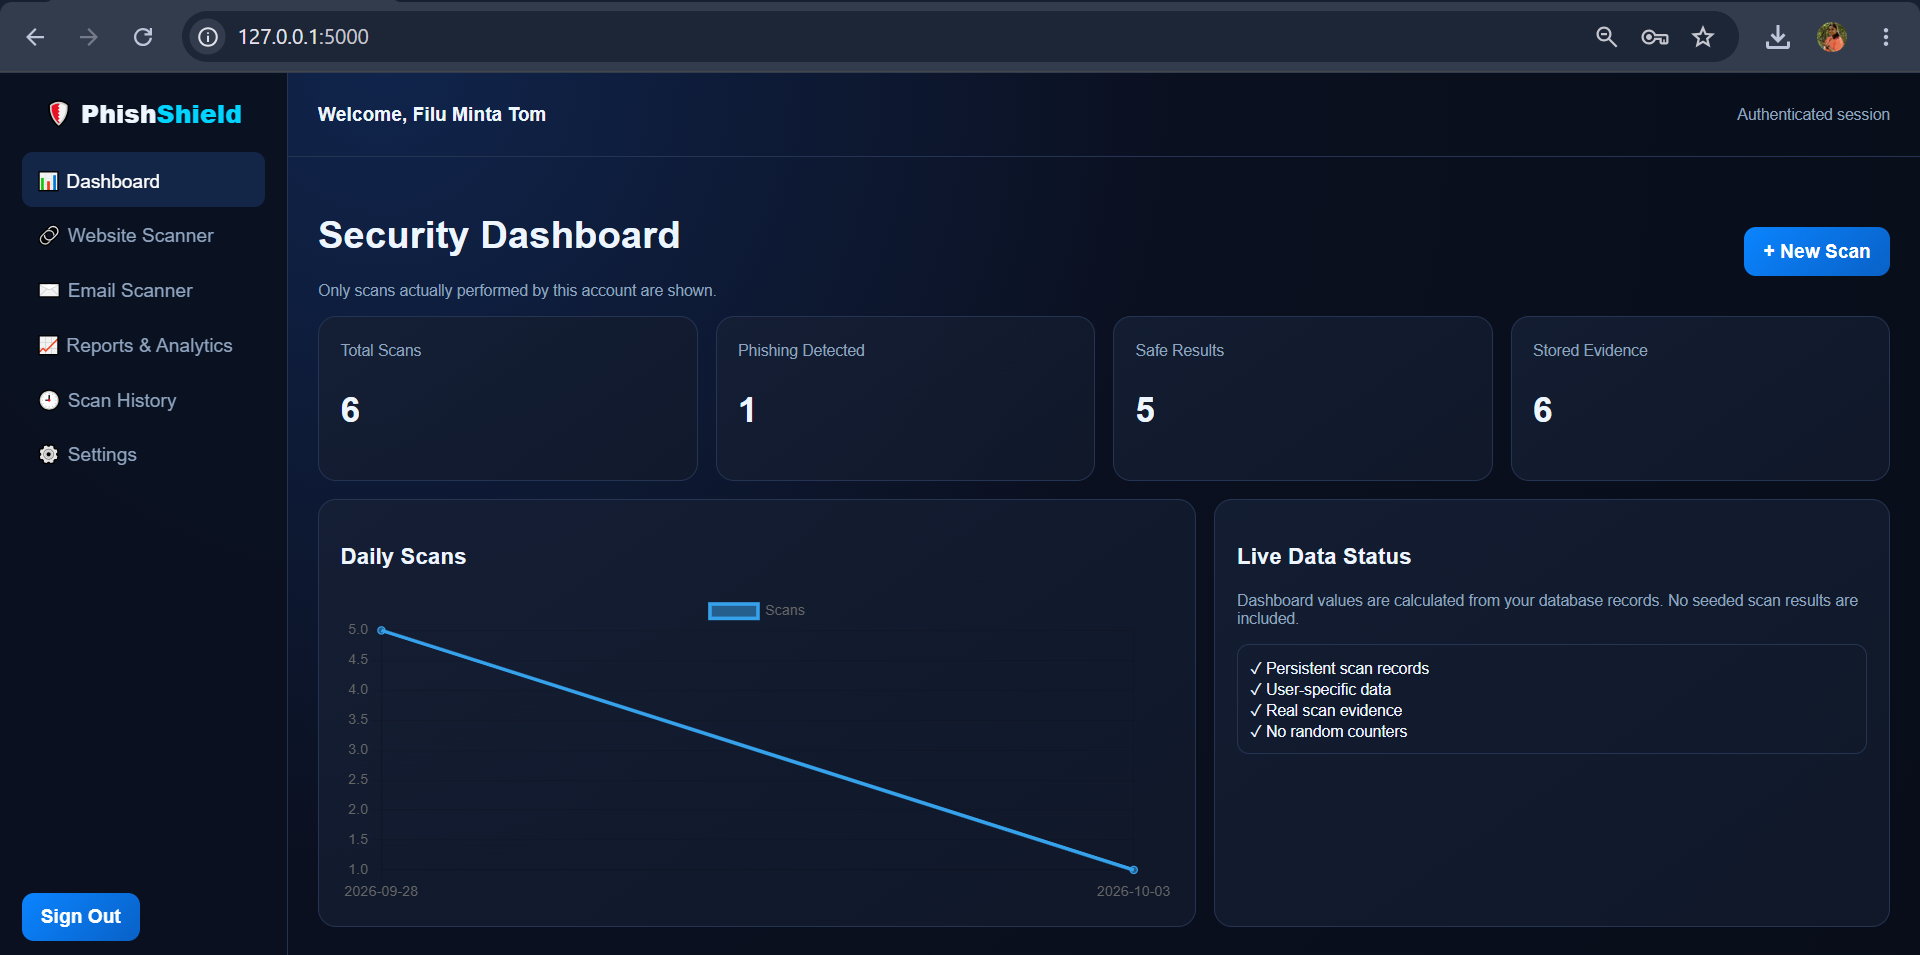 127.0.0.1:5000
PhishShield
Dashboard
Website Scanner
Email Scanner
Reports & Analytics
Scan History
Settings
Sign Out
Welcome, Filu Minta Tom
Authenticated session
Security Dashboard
+ New Scan
Only scans actually performed by this account are shown.
Total Scans
6
Phishing Detected
1
Safe Results
5
Stored Evidence
6
Daily Scans
Scans
5.0
4.5
4.0
3.5
3.0
2.5
2.0
1.5
1.0
2026-09-28
2026-10-03
Live Data Status
Dashboard values are calculated from your database records. No seeded scan results are
included.
✓ Persistent scan records
✓ User-specific data
✓ Real scan evidence
✓ No random counters